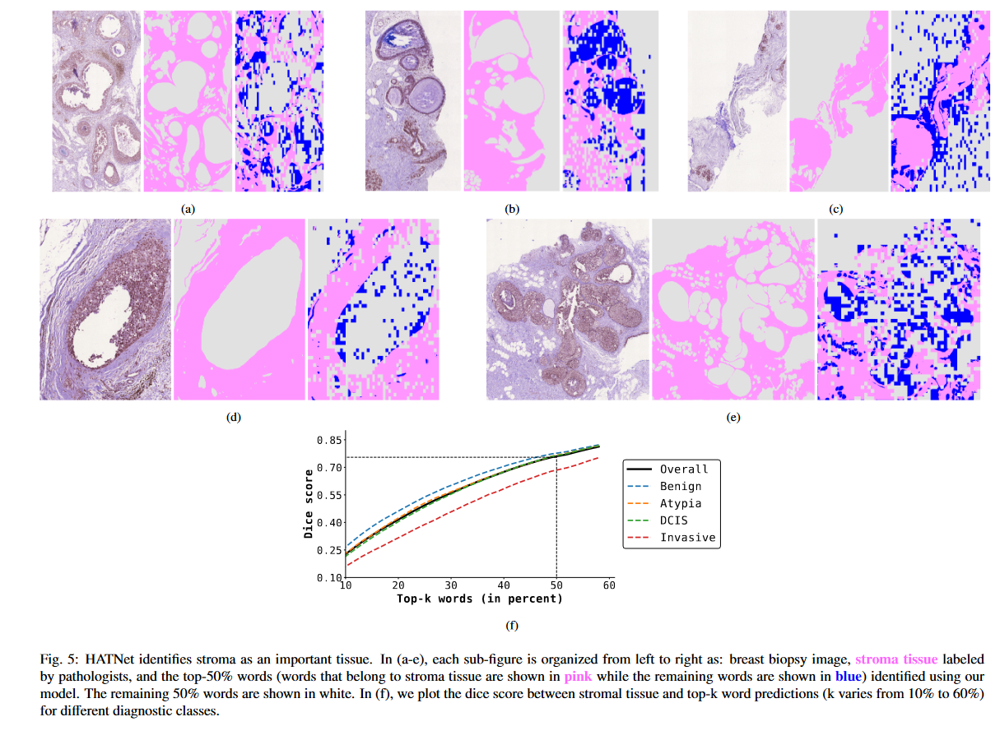 (a)
(b)
(c)
(d)
(e)
0.85
0.70
0.55
0.40
0.25
0.10
Dice score
10 20 30 40 50 60
Top-k words (in percent)
Overall
Benign
Atypia
DCIS
Invasive
(f)
Fig. 5: HATNet identifies stroma as an important tissue. In (a-e), each sub-figure is organized from left to right as: breast biopsy image, stroma tissue labeled
by pathologists, and the top-50% words (words that belong to stroma tissue are shown in pink while the remaining words are shown in blue) identified using our
model. The remaining 50% words are shown in white. In (f), we plot the dice score between stromal tissue and top-k word predictions (k varies from 10% to 60%)
for different diagnostic classes.